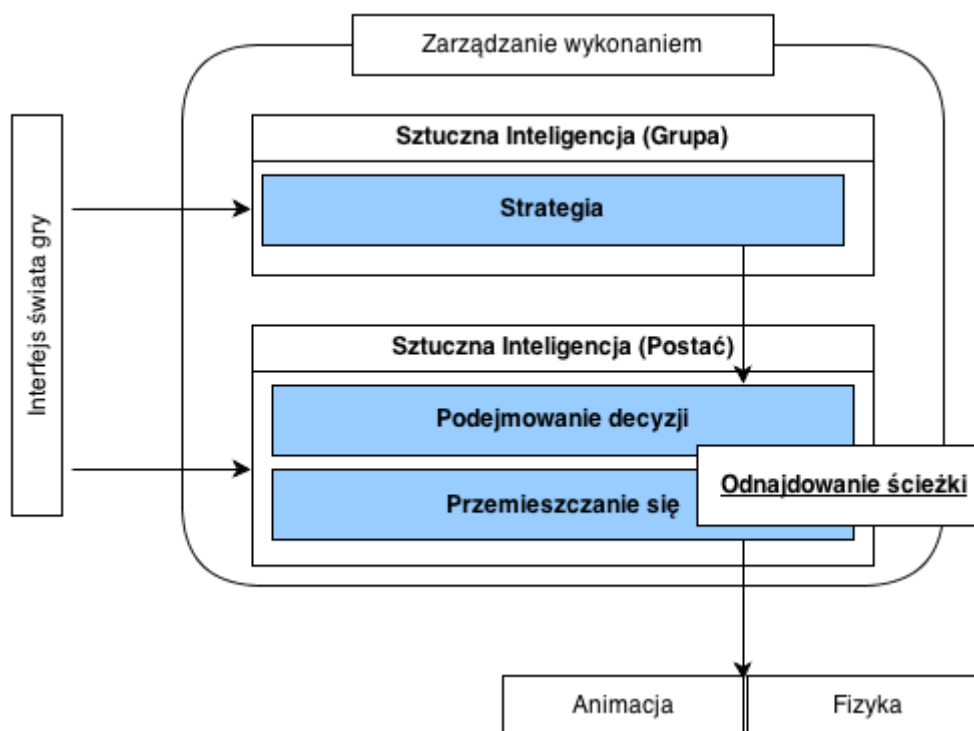 Zarządzanie wykonaniem
Interfejs świata gry
Sztuczna Inteligencja (Grupa)
Strategia
Sztuczna Inteligencja (Postać)
Podejmowanie decyzji
Odnajdowanie ścieżki
Przemieszczanie się
Animacja
Fizyka